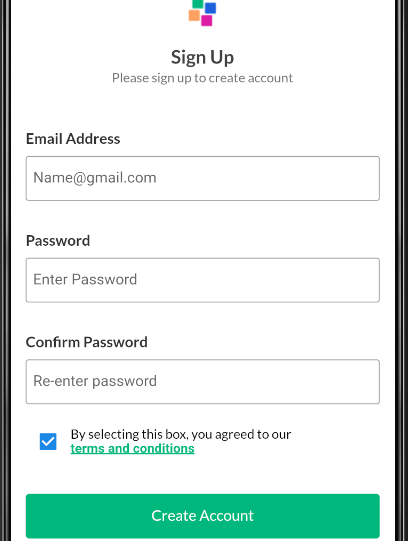 Sign Up
Please sign up to create account
Email Address
Name@gmail.com
Password
Enter Password
Confirm Password
Re-enter password
By selecting this box, you agreed to our
terms and conditions
Create Account